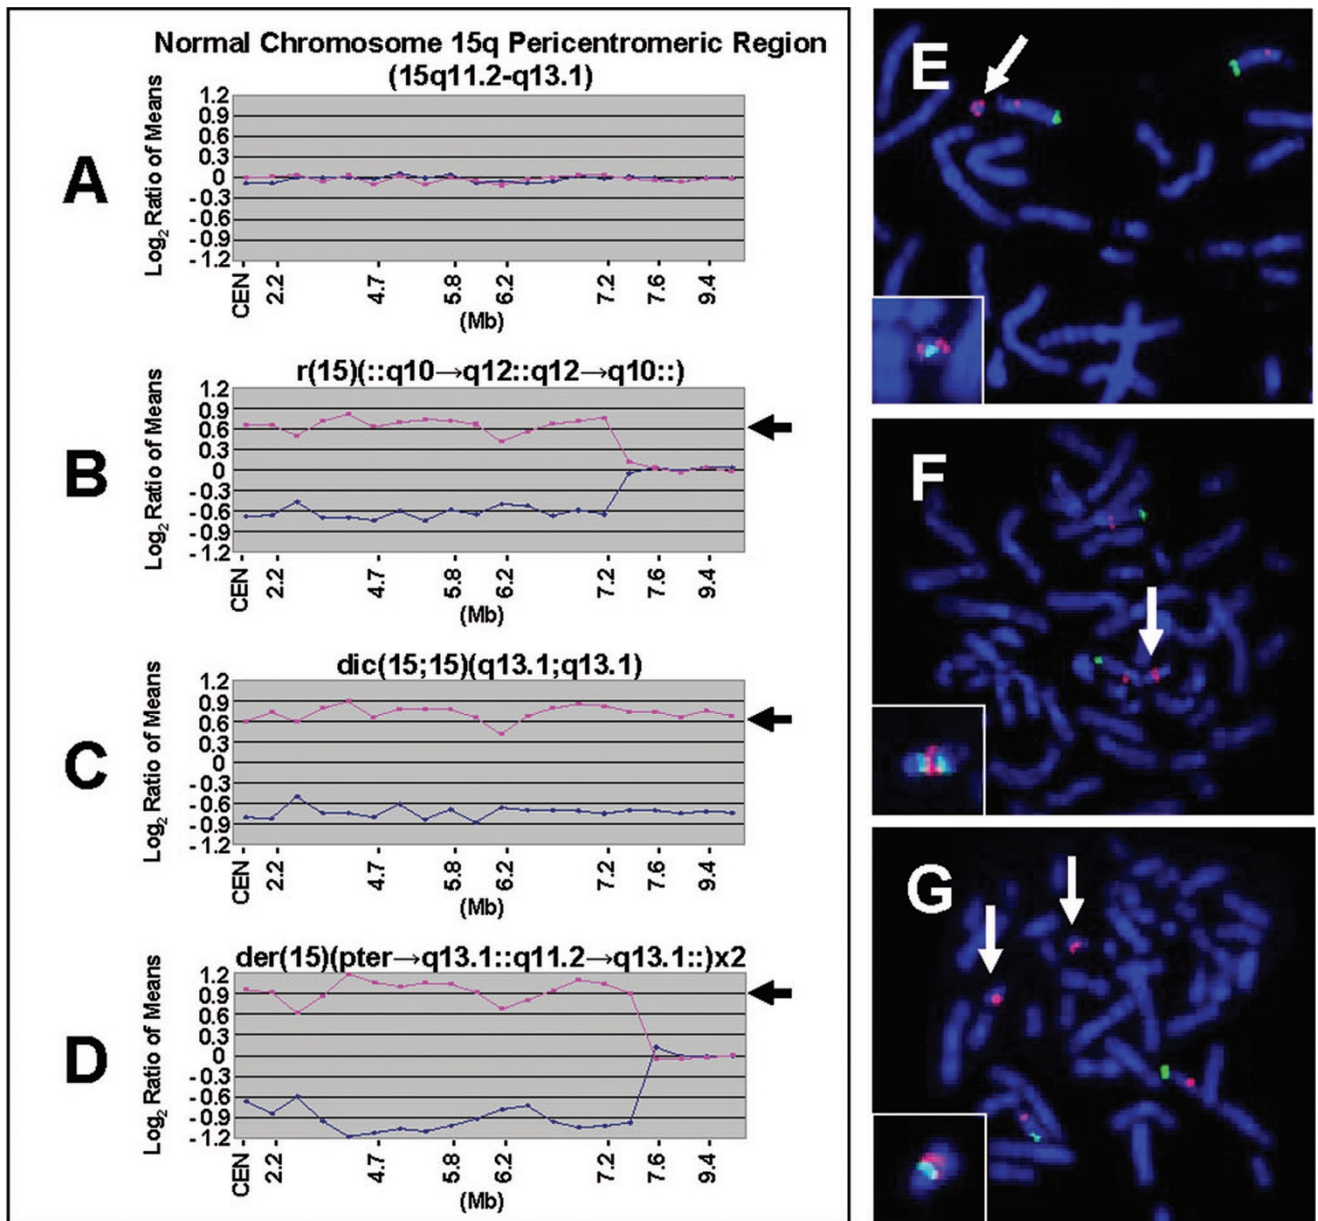 Normal Chromosome 15q Pericentromeric Region
(15q11.2-q13.1)
A
Log2 Ratio of Means
1.2
0.9
0.6
0.3
0
-0.3
-0.6
-0.9
-1.2
CEN 2.2 4.7 5.8 6.2 7.2 7.6 9.4
(Mb)
r(15)(::q10→q12::q12→q10::)
B
Log2 Ratio of Means
1.2
0.9
0.6
0.3
0
-0.3
-0.6
-0.9
-1.2
CEN 2.2 4.7 5.8 6.2 7.2 7.6 9.4
(Mb)
dic(15;15)(q13.1;q13.1)
C
Log2 Ratio of Means
1.2
0.9
0.6
0.3
0
-0.3
-0.6
-0.9
-1.2
CEN 2.2 4.7 5.8 6.2 7.2 7.6 9.4
(Mb)
der(15)(pter→q13.1::q11.2→q13.1::)x2
D
Log2 Ratio of Means
1.2
0.9
0.6
0.3
0
-0.3
-0.6
-0.9
-1.2
CEN 2.2 4.7 5.8 6.2 7.2 7.6 9.4
(Mb)
E
F
G